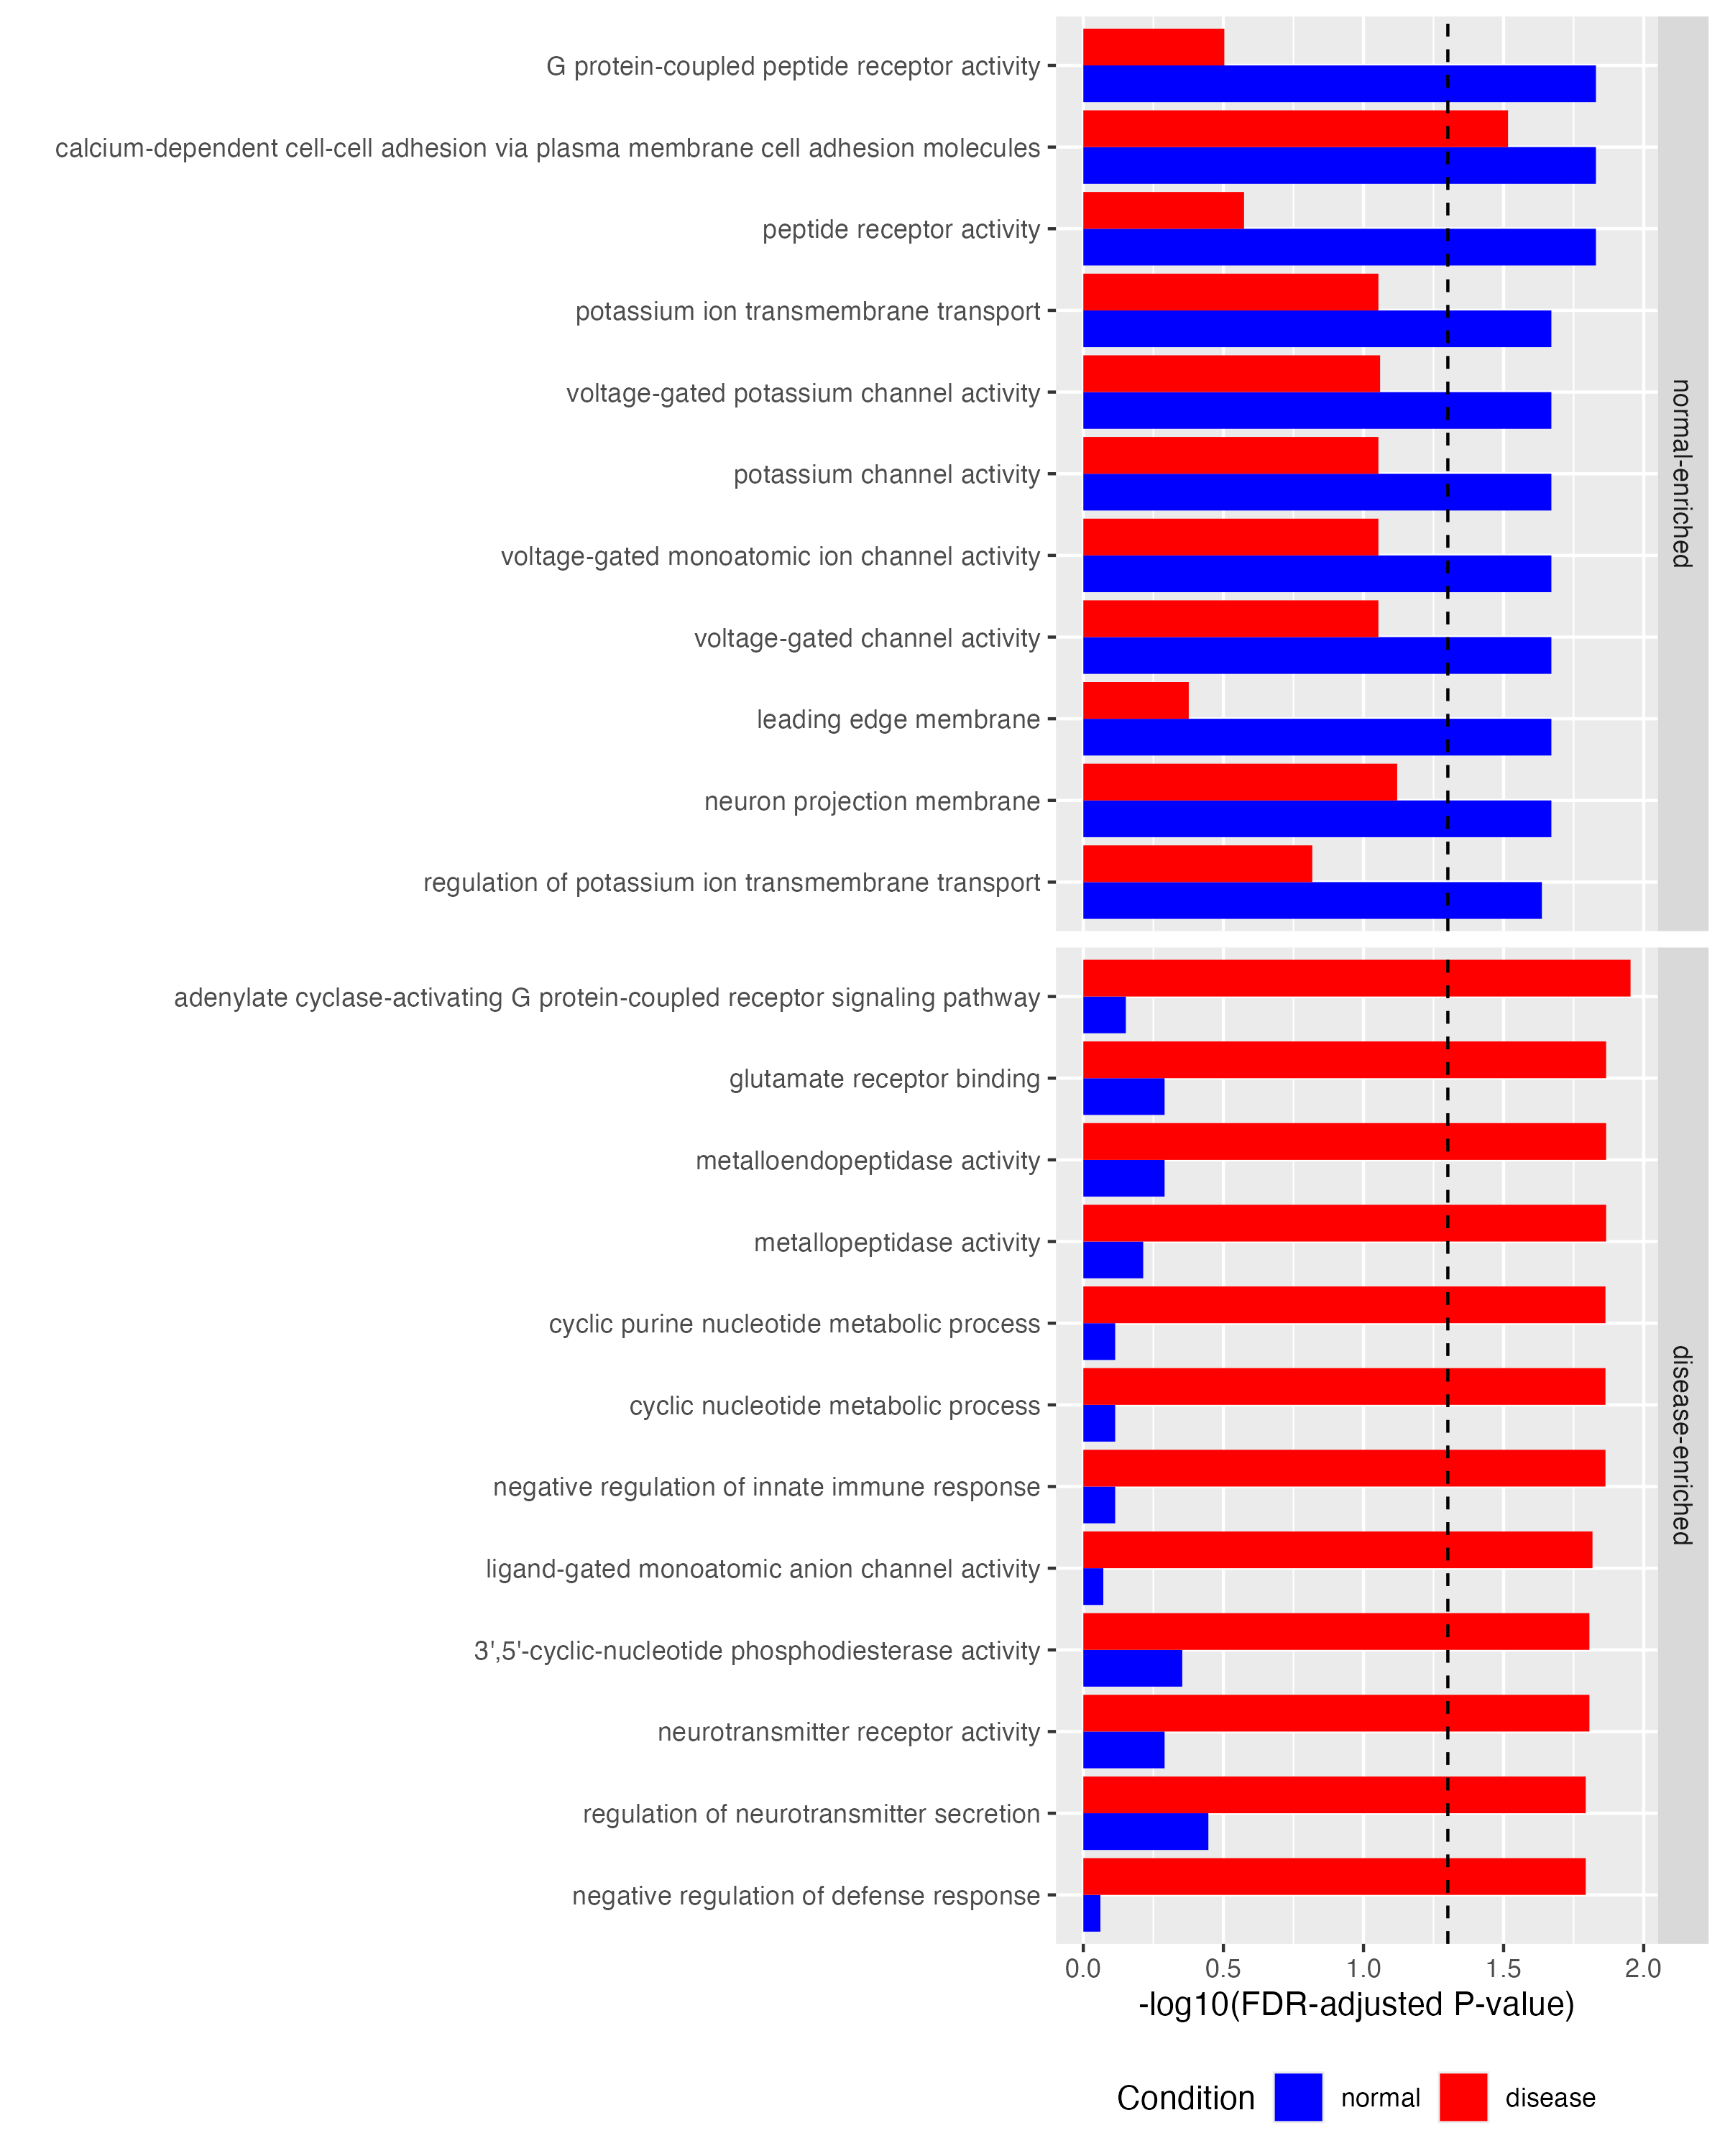 G protein-coupled peptide receptor activity
calcium-dependent cell-cell adhesion via plasma membrane cell adhesion molecules
peptide receptor activity
potassium ion transmembrane transport
voltage-gated potassium channel activity
potassium channel activity
voltage-gated monoatomic ion channel activity
voltage-gated channel activity
leading edge membrane
neuron projection membrane
regulation of potassium ion transmembrane transport
normal-enriched
adenylate cyclase-activating G protein-coupled receptor signaling pathway
glutamate receptor binding
metalloendopeptidase activity
metallopeptidase activity
cyclic purine nucleotide metabolic process
cyclic nucleotide metabolic process
negative regulation of innate immune response
ligand-gated monoatomic anion channel activity
3',5'-cyclic-nucleotide phosphodiesterase activity
neurotransmitter receptor activity
regulation of neurotransmitter secretion
negative regulation of defense response
disease-enriched
0.0 0.5 1.0 1.5 2.0
-log10(FDR-adjusted P-value)
Condition normal disease